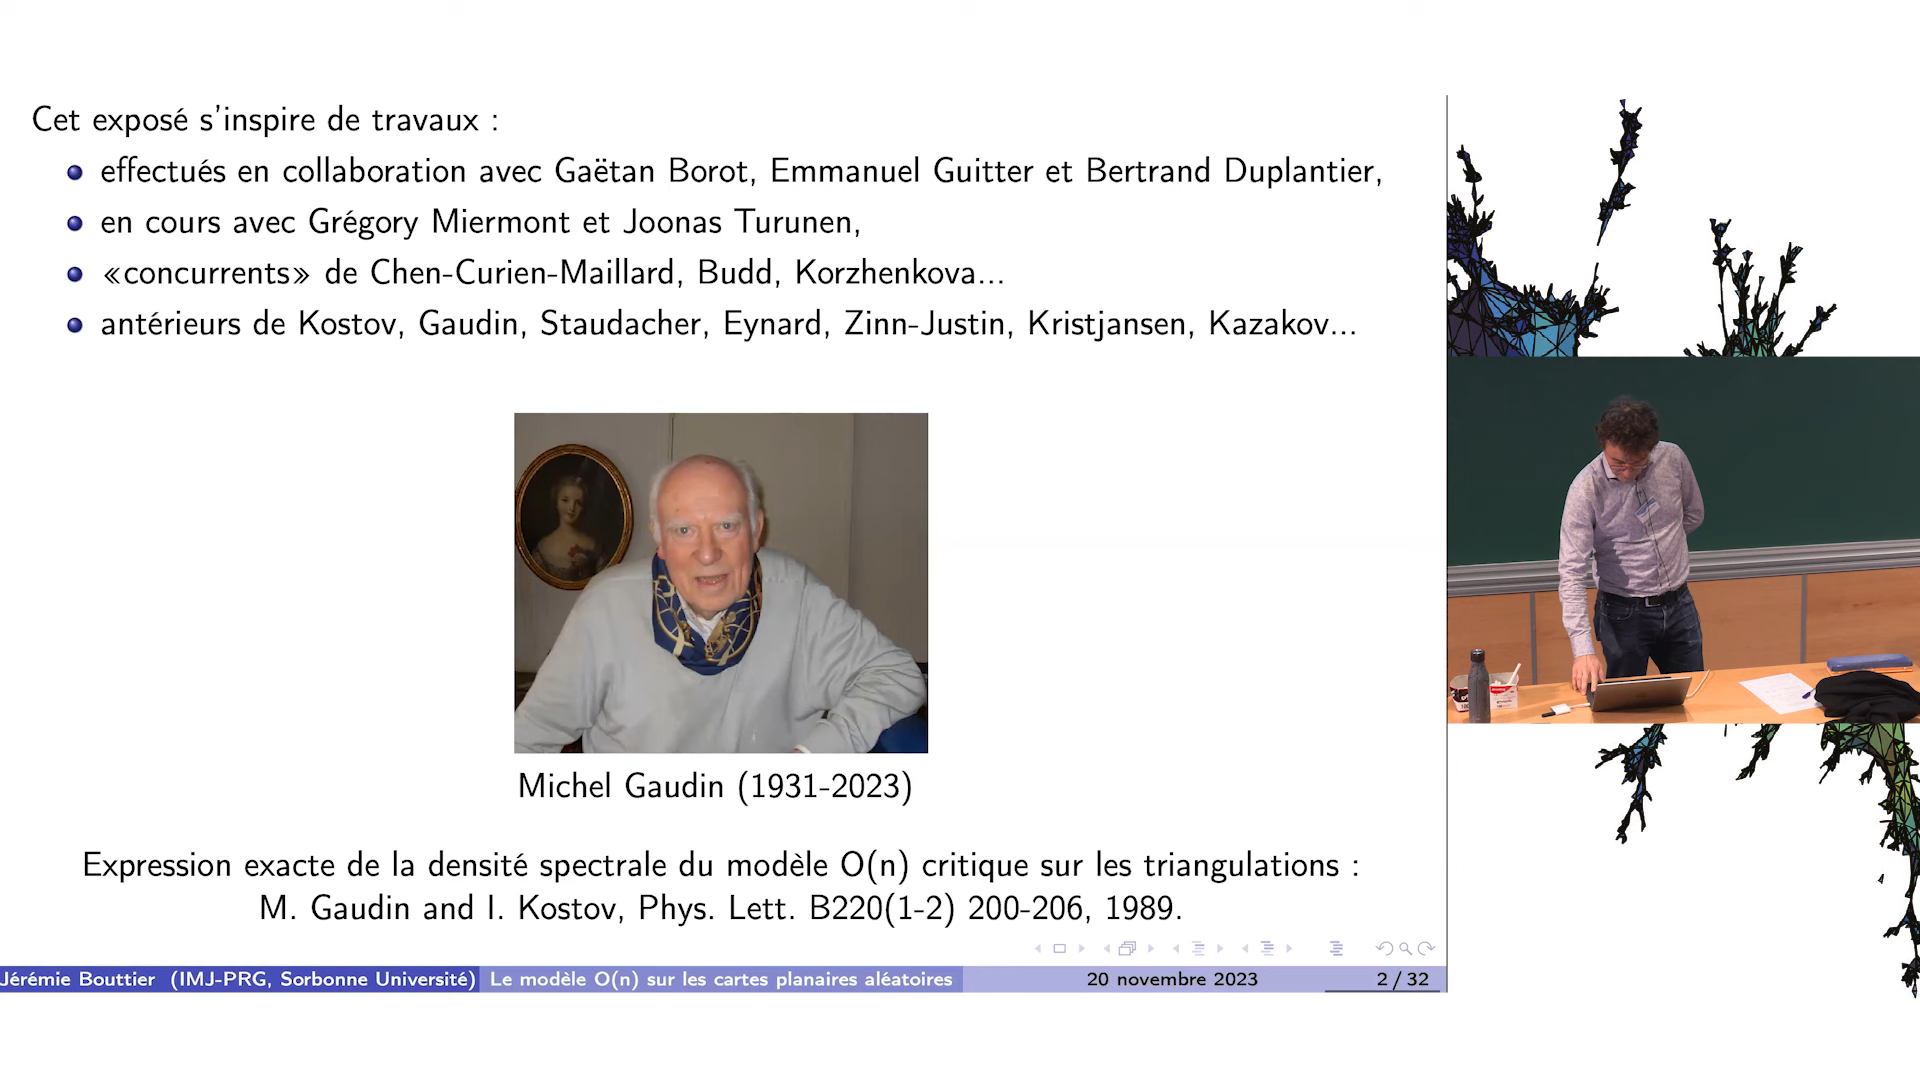 Cet exposé s'inspire de travaux :
effectués en collaboration avec Gaëtan Borot, Emmanuel Guitter et Bertrand Duplantier,
en cours avec Grégory Miermont et Joonas Turunen,
«concurrents» de Chen-Curien-Maillard, Budd, Korzhenkova...
antérieurs de Kostov, Gaudin, Staudacher, Eynard, Zinn-Justin, Kristjansen, Kazakov...
Michel Gaudin (1931-2023)
Expression exacte de la densité spectrale du modèle O(n) critique sur les triangulations :
M. Gaudin and I. Kostov, Phys. Lett. B220(1-2) 200-206, 1989.
Jérémie Bouttier (IMJ-PRG, Sorbonne Université) Le modèle O(n) sur les cartes planaires aléatoires 20 novembre 2023 2 / 32